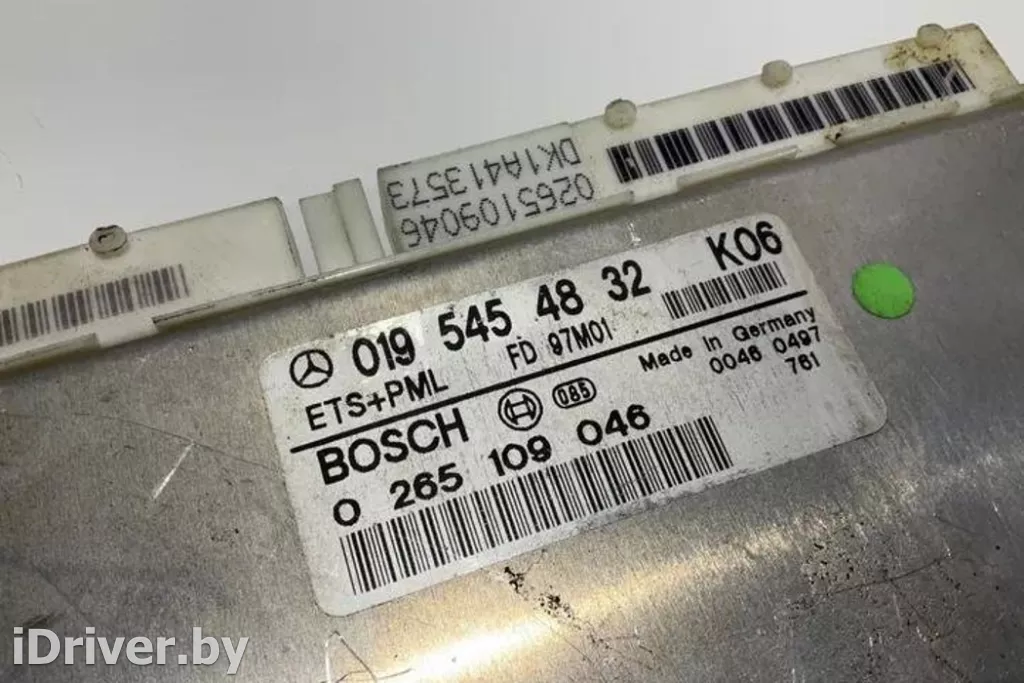 0265109046
DK1A413573
019 545 48 32 K06
ETS+PML FD 97M01
BOSCH 085 Made In Germany
0046 0497
761
0 265 109 046
iDriver.by